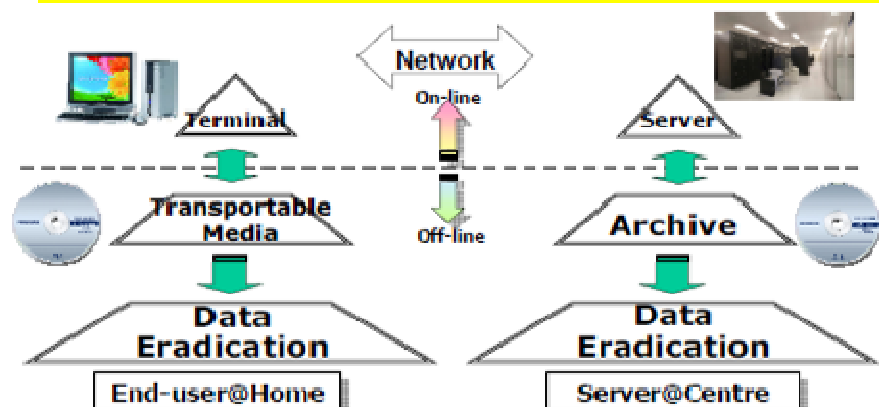 Network
On-line
Terminal
Server
Transportable
Media
Off-line
Archive
Data
Eradication
Data
Eradication
End-user@Home
Server@Centre